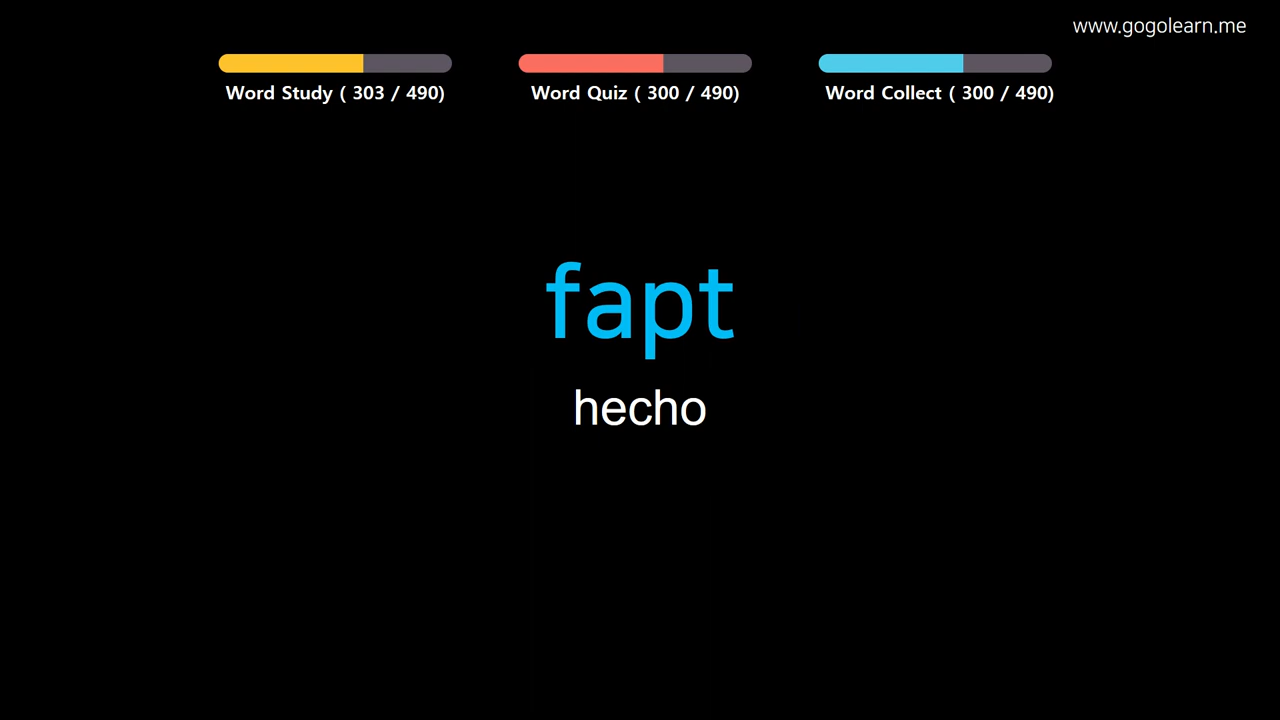 www.gogolearn.me
Word Study ( 303 / 490)
Word Quiz ( 300 / 490)
Word Collect ( 300 / 490)
fapt
hecho